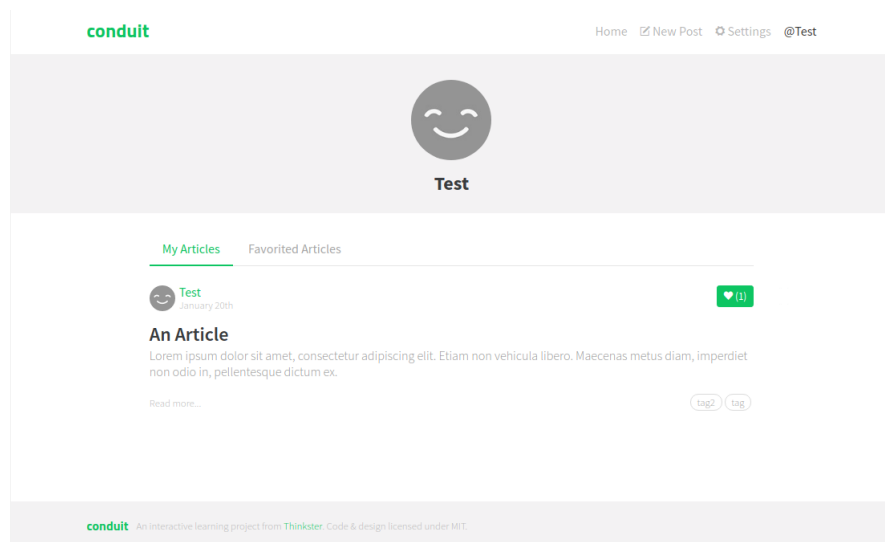 conduit
Home New Post Settings @Test
Test
My Articles Favorited Articles
Test
January 20th
(1)
An Article
Lorem ipsum dolor sit amet, consectetur adipiscing elit. Etiam non vehicula libero. Maecenas metus diam, imperdiet
non odio in, pellentesque dictum ex.
Read more...
tag2 tag
conduit An interactive learning project from Thinkster. Code & design licensed under MIT.